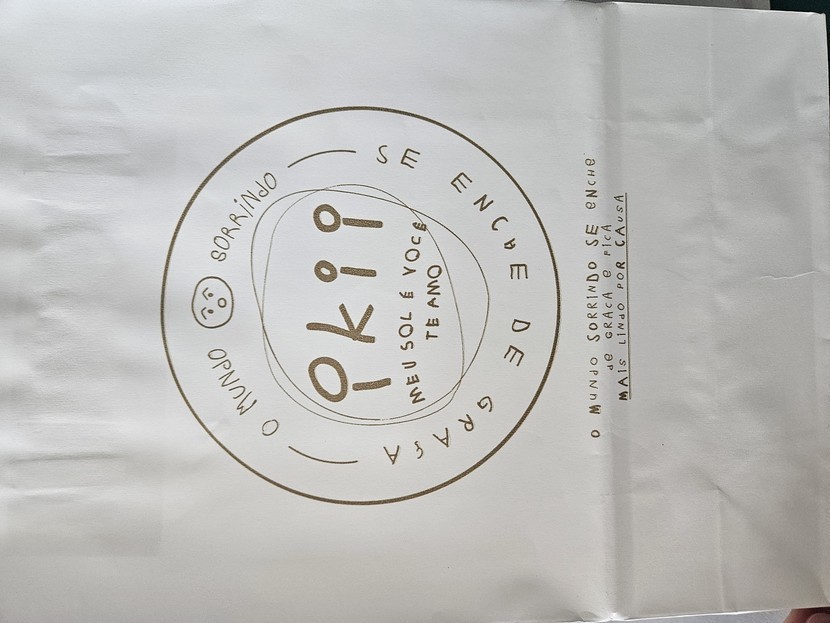 O MUNDO SORRINDO
SE ENCHE DE GRAÇA
OKII
MEU SOL É VOCÊ
TE AMO
O MUNDO SORRINDO SE ENCHE
de GRAÇA e FICA
MAIS LINDO POR CAUSA